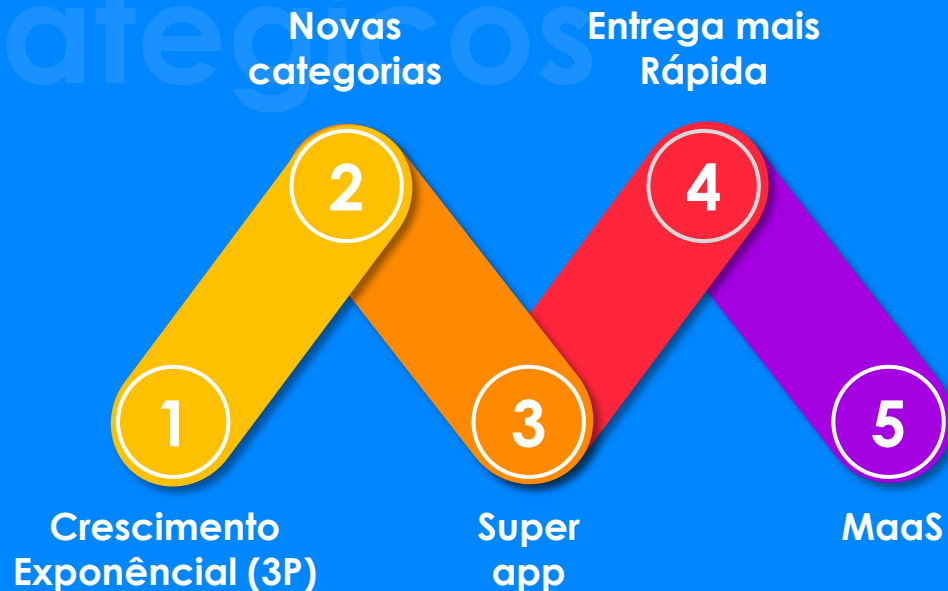 ategicos
Novas
categorias
Entrega mais
Rápida
2
4
1
3
5
Crescimento
Exponêncial (3P)
Super
app
MaaS